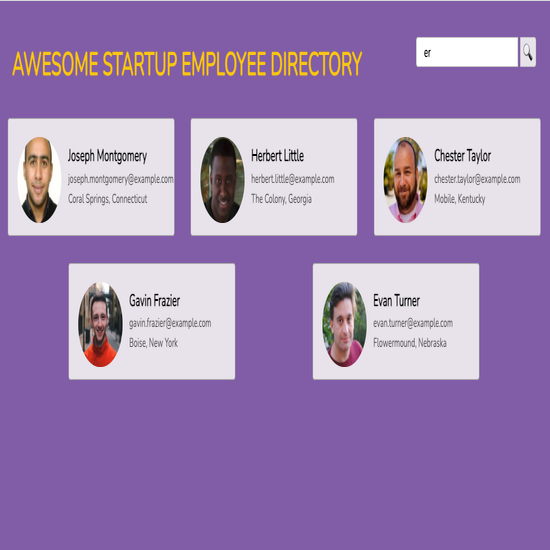 AWESOME STARTUP EMPLOYEE DIRECTORY
er
Joseph Montgomery
joseph.montgomery@example.com
Coral Springs, Connecticut
Herbert Little
herbert.little@example.com
The Colony, Georgia
Chester Taylor
chester.taylor@example.com
Mobile, Kentucky
Gavin Frazier
gavin.frazier@example.com
Boise, New York
Evan Turner
evan.turner@example.com
Flowermound, Nebraska